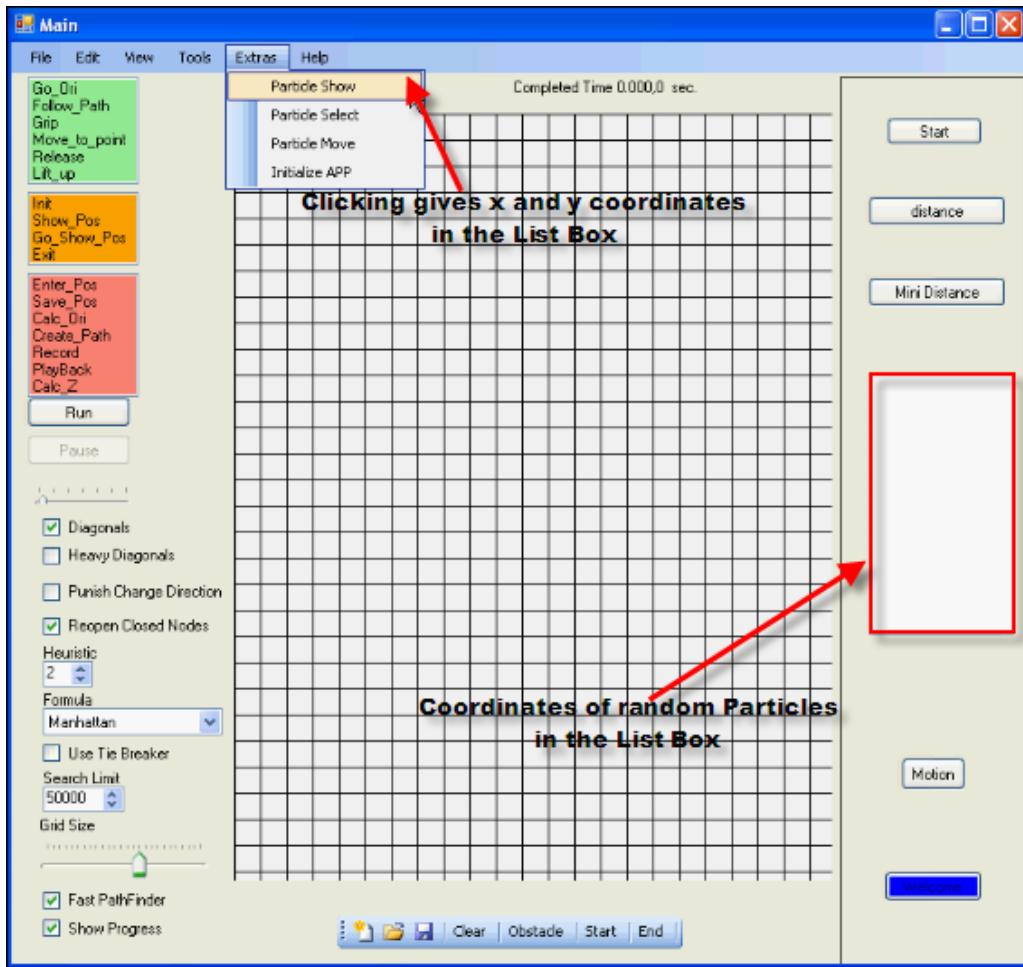 Main
File Edit View Tools Extras Help
Particle Show
Particle Select
Particle Move
Initialize APP
Completed Time 0.000,0 sec.
Go_Ori
Follow_Path
Grip
Move_to_point
Release
Lift_up
Init
Show_Pos
Go_Show_Pos
Exit
Enter_Pos
Save_Pos
Calc_Ori
Create_Path
Record
PlayBack
Calc_Z
Run
Pause
Diagonals
Heavy Diagonals
Punish Change Direction
Reopen Closed Nodes
Heuristic
2
Formula
Manhattan
Use Tie Breaker
Search Limit
50000
Grid Size
Fast PathFinder
Show Progress
Clicking gives x and y coordinates
in the List Box
Coordinates of random Particles
in the List Box
Clear Obstacle Start End
Start
distance
Mini Distance
Motion
Welcome